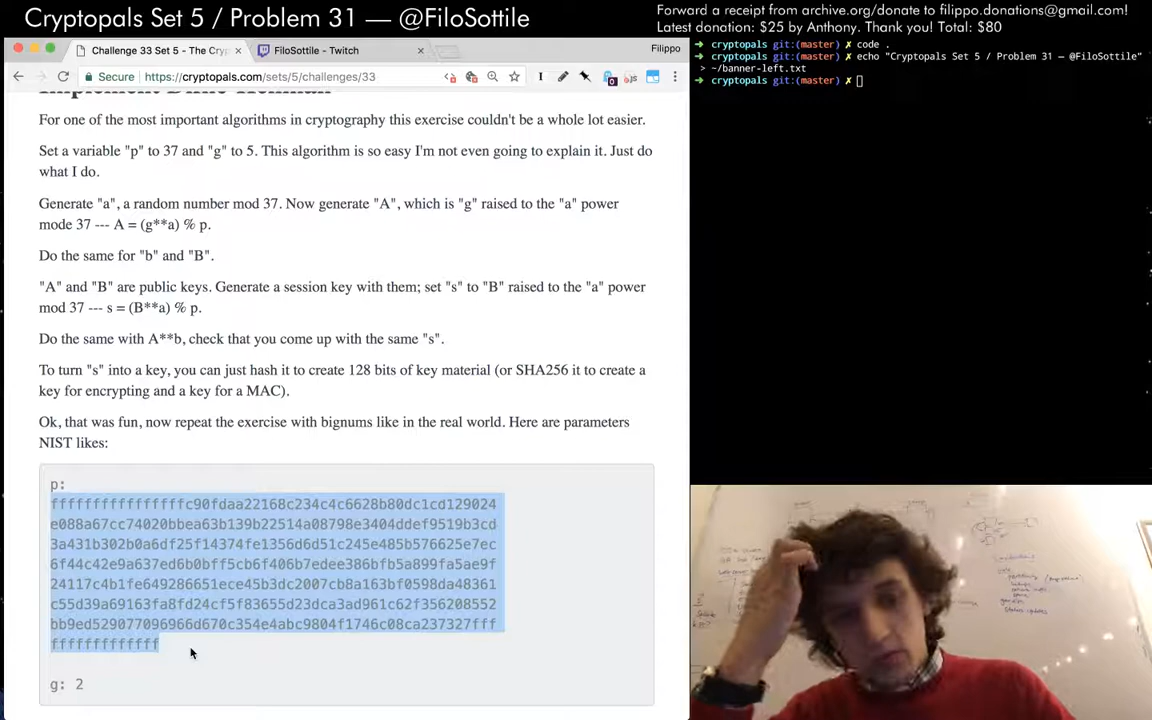 Cryptopals Set 5 / Problem 31 — @FiloSottile
Forward a receipt from archive.org/donate to filippo.donations@gmail.com!
Latest donation: $25 by Anthony. Thank you! Total: $80
Challenge 33 Set 5 - The Cryp ×
FiloSottile - Twitch ×
Filippo
Secure https://cryptopals.com/sets/5/challenges/33
➜ cryptopals git:(master) ✗ code .
➜ cryptopals git:(master) ✗ echo "Cryptopals Set 5 / Problem 31 — @FiloSottile"
> ~/banner-left.txt
➜ cryptopals git:(master) ✗
For one of the most important algorithms in cryptography this exercise couldn't be a whole lot easier.
Set a variable "p" to 37 and "g" to 5. This algorithm is so easy I'm not even going to explain it. Just do
what I do.
Generate "a", a random number mod 37. Now generate "A", which is "g" raised to the "a" power
mode 37 --- A = (g**a) % p.
Do the same for "b" and "B".
"A" and "B" are public keys. Generate a session key with them; set "s" to "B" raised to the "a" power
mod 37 --- s = (B**a) % p.
Do the same with A**b, check that you come up with the same "s".
To turn "s" into a key, you can just hash it to create 128 bits of key material (or SHA256 it to create a
key for encrypting and a key for a MAC).
Ok, that was fun, now repeat the exercise with bignums like in the real world. Here are parameters
NIST likes:
p:
ffffffffffffffffc90fdaa22168c234c4c6628b80dc1cd129024
e088a67cc74020bbea63b139b22514a08798e3404ddef9519b3cd
3a431b302b0a6df25f14374fe1356d6d51c245e485b576625e7ec
6f44c42e9a637ed6b0bff5cb6f406b7edee386bfb5a899fa5ae9f
24117c4b1fe649286651ece45b3dc2007cb8a163bf0598da48361
c55d39a69163fa8fd24cf5f83655d23dca3ad961c62f356208552
bb9ed529077096966d670c354e4abc9804f1746c08ca237327fff
fffffffffffff
g: 2